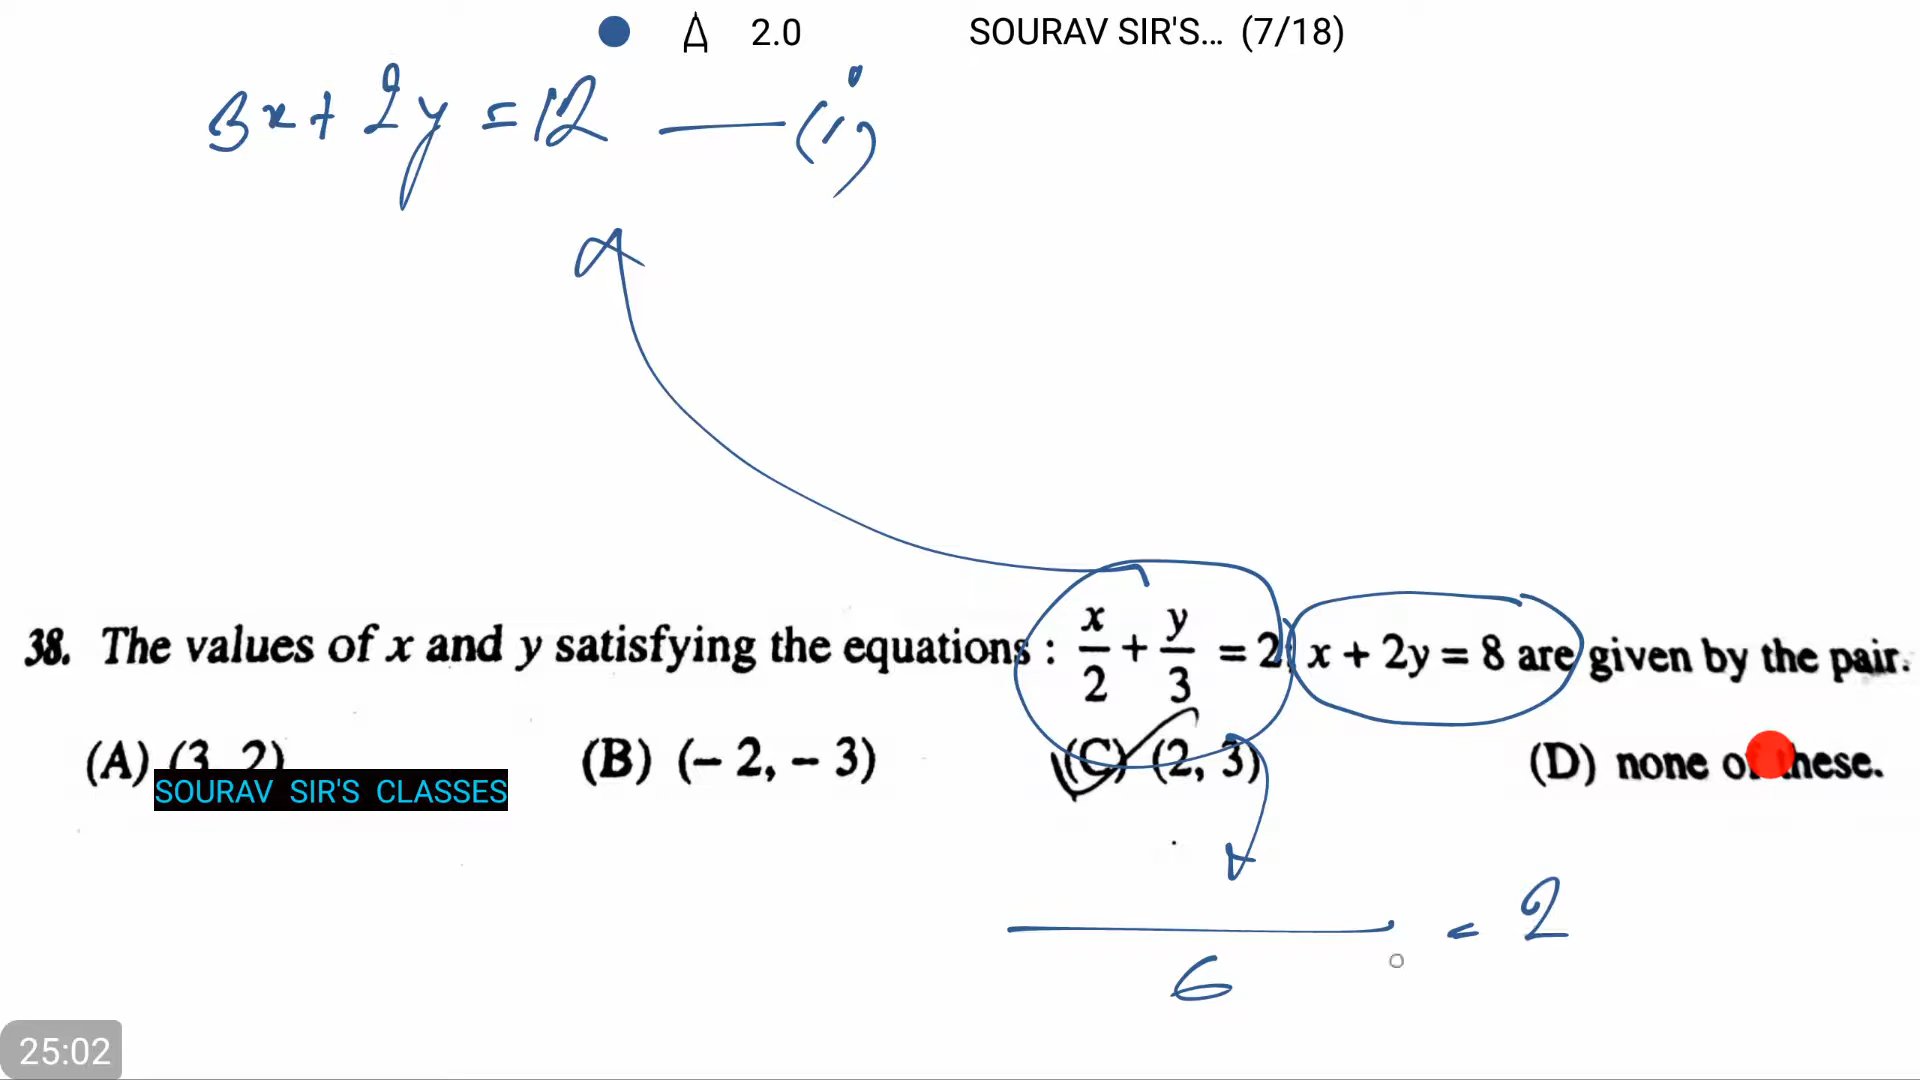 A 2.0 SOURAV SIR'S... (7/18)
3x + 2y = 12 —— (i)
38. The values of x and y satisfying the equations : x/2 + y/3 = 2, x + 2y = 8 are given by the pair.
(A) (3, 2) (B) (– 2, – 3) (C) (2, 3) (D) none of these.
SOURAV SIR'S CLASSES
——— = 2
6
25:02